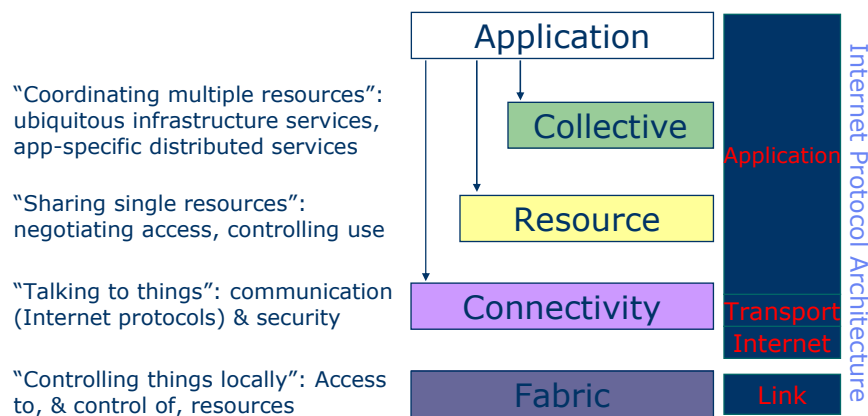 Application
“Coordinating multiple resources”:
ubiquitous infrastructure services,
app-specific distributed services
Collective
Application
“Sharing single resources”:
negotiating access, controlling use
Resource
“Talking to things”: communication
(Internet protocols) & security
Connectivity
Transport
Internet
“Controlling things locally”: Access
to, & control of, resources
Fabric
Link
Internet Protocol Architecture